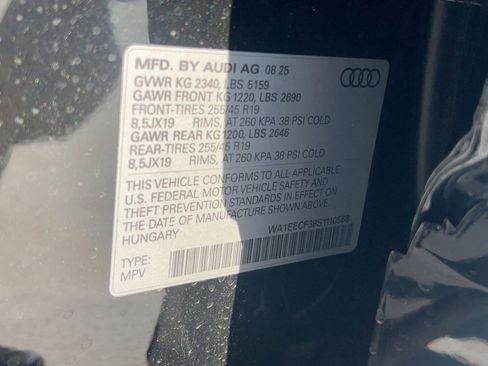 MFD. BY AUDI AG 08 25
GVWR KG 2340, LBS 5159
GAWR FRONT KG 1220, LBS 2690
FRONT-TIRES 255/45 R19
8,5JX19 RIMS, AT 260 KPA 38 PSI COLD
GAWR REAR KG1200, LBS 2646
REAR-TIRES 255/45 R19
8,5JX19 RIMS, AT 260 KPA 38 PSI COLD
THIS VEHICLE CONFORMS TO ALL APPLICABLE
U.S. FEDERAL MOTOR VEHICLE SAFETY AND
THEFT PREVENTION STANDARDS IN EFFECT ON
THE DATE OF MANUFACTURE SHOWN ABOVE.
HUNGARY
WA1EECF38S1110568
TYPE:
MPV